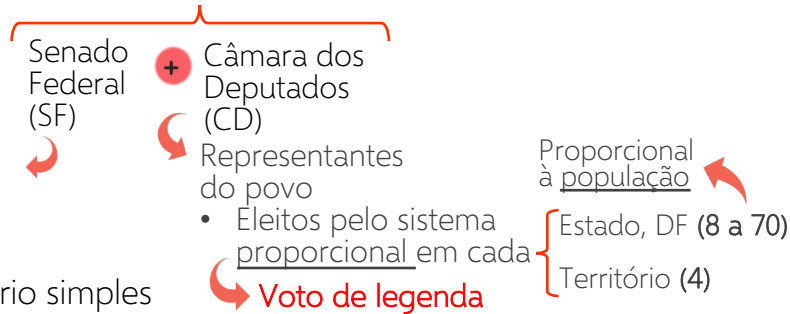 Senado
Federal
(SF)
+
Câmara dos
Deputados
(CD)
Representantes
do povo
• Eleitos pelo sistema
proporcional em cada
Proporcional
à população
Estado, DF (8 a 70)
Território (4)
Voto de legenda
rio simples